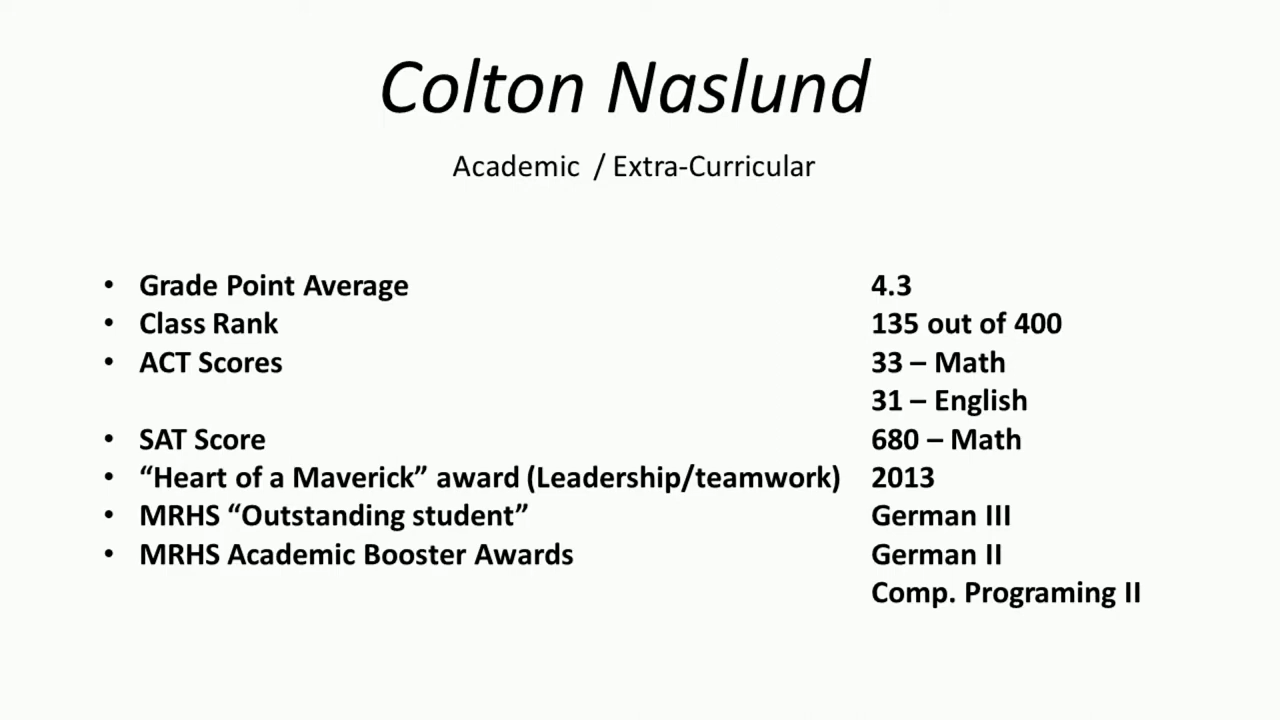 Colton Naslund
Academic / Extra-Curricular
• Grade Point Average 4.3
• Class Rank 135 out of 400
• ACT Scores 33 – Math
31 – English
• SAT Score 680 – Math
• “Heart of a Maverick” award (Leadership/teamwork) 2013
• MRHS “Outstanding student” German III
• MRHS Academic Booster Awards German II
Comp. Programing II